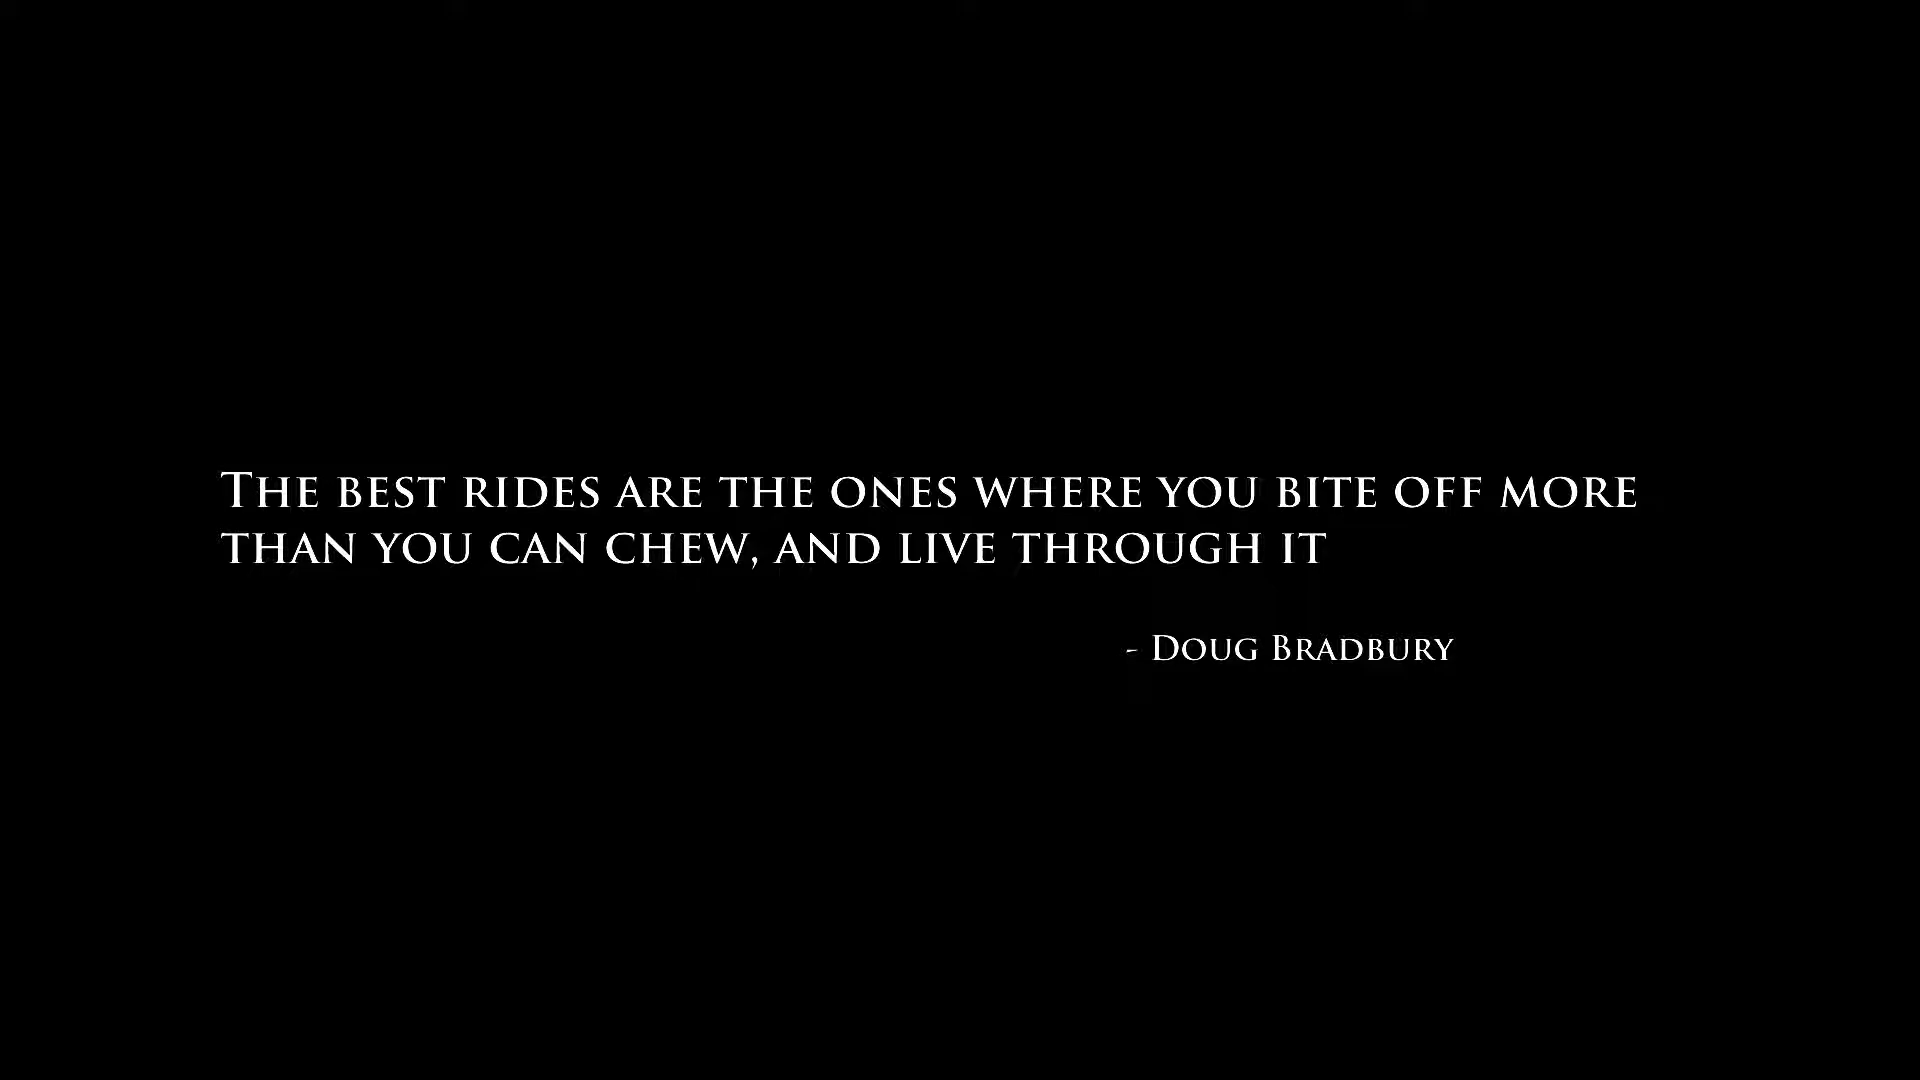 The best rides are the ones where you bite off more
than you can chew, and live through it
- Doug Bradbury